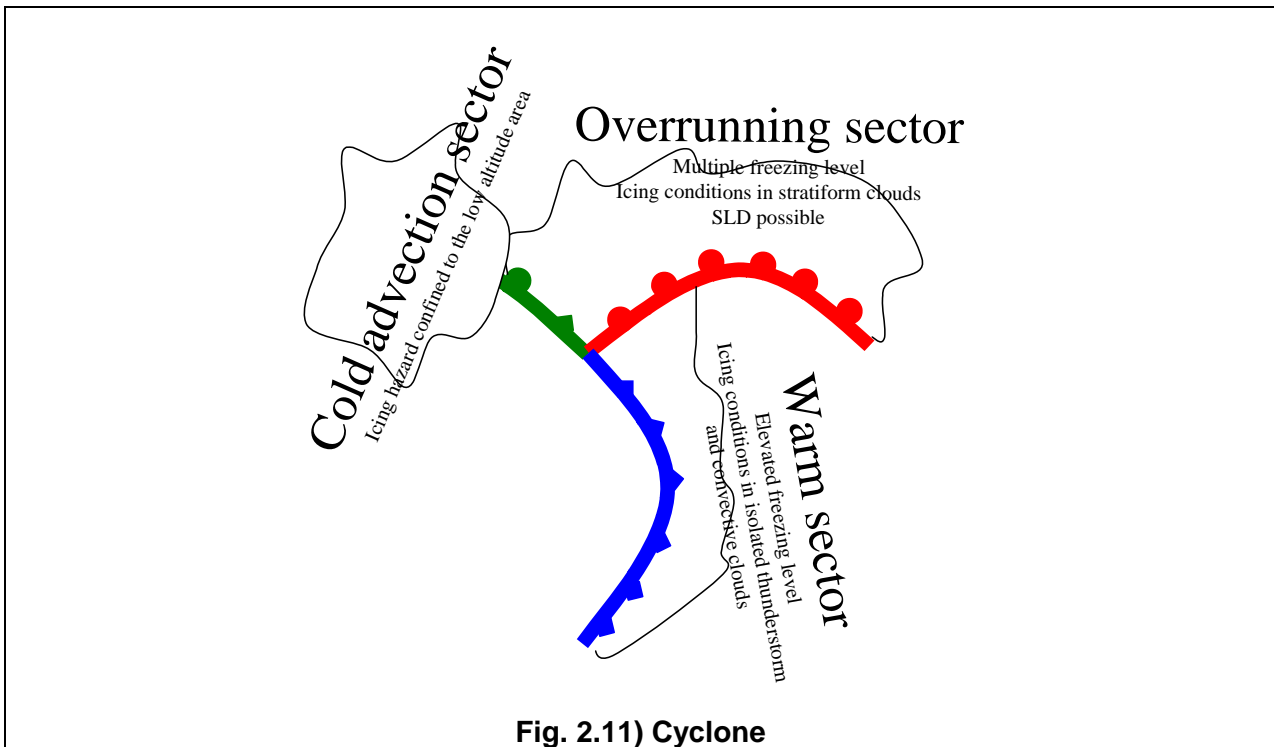 Cold advection sector
Icing hazard confined to the low altitude area
Overrunning sector
Multiple freezing level
Icing conditions in stratiform clouds
SLD possible
Warm sector
Elevated freezing level
Icing conditions in isolated thunderstorm
and convective clouds
Fig. 2.11) Cyclone